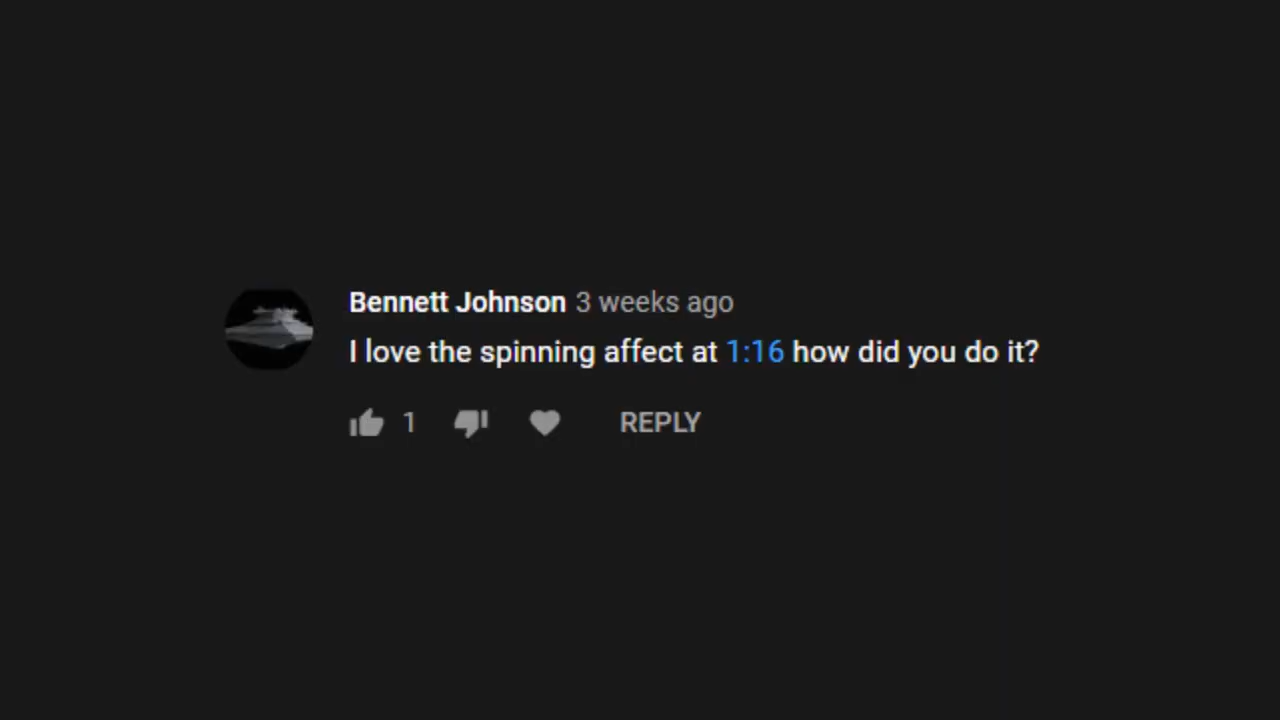 Bennett Johnson 3 weeks ago
I love the spinning affect at 1:16 how did you do it?
1 REPLY